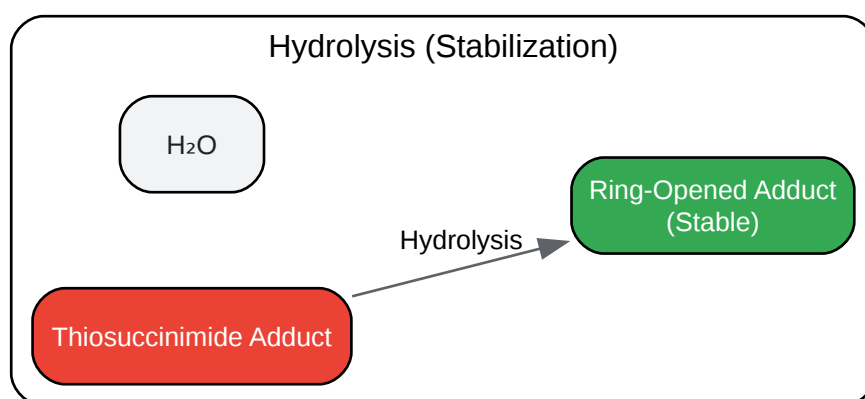 Hydrolysis (Stabilization)
H₂O
Ring-Opened Adduct
(Stable)
Hydrolysis
Thiosuccinimide Adduct